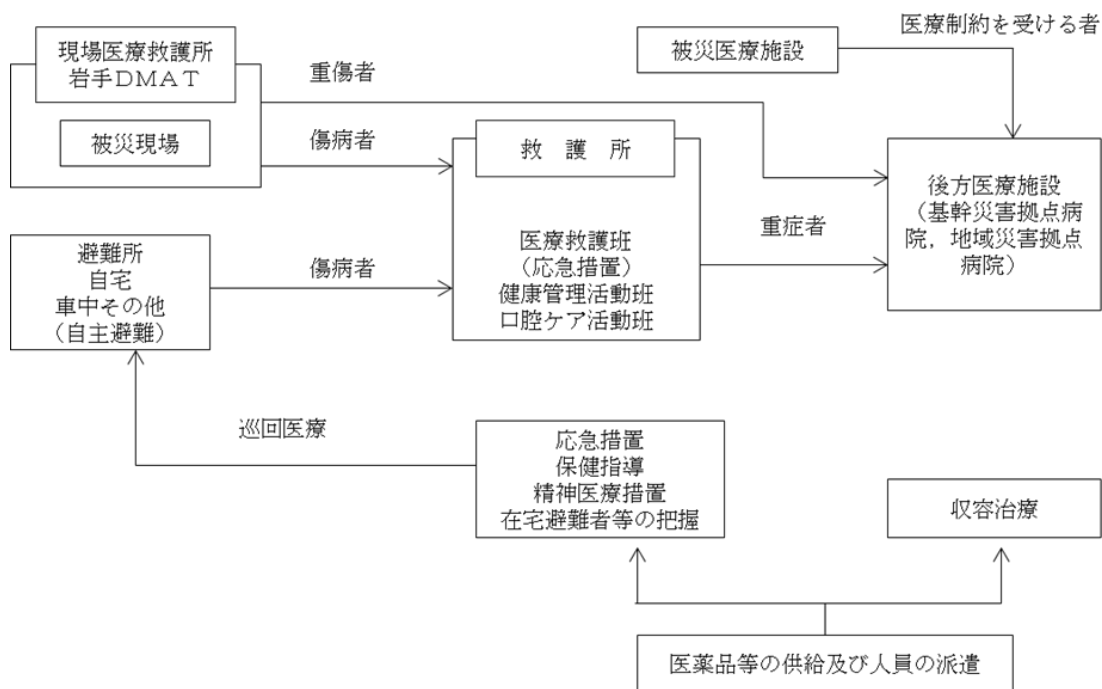 医療制約を受ける者
現場医療救護所
岩手DMAT
被災医療施設
重傷者
被災現場
傷病者
救 護 所
後方医療施設
（基幹災害拠点病
院，地域災害拠点
病院）
重症者
避難所
自宅
車中その他
（自主避難）
傷病者
医療救護班
（応急措置）
健康管理活動班
口腔ケア活動班
巡回医療
応急措置
保健指導
精神医療措置
在宅避難者等の把握
収容治療
医薬品等の供給及び人員の派遣